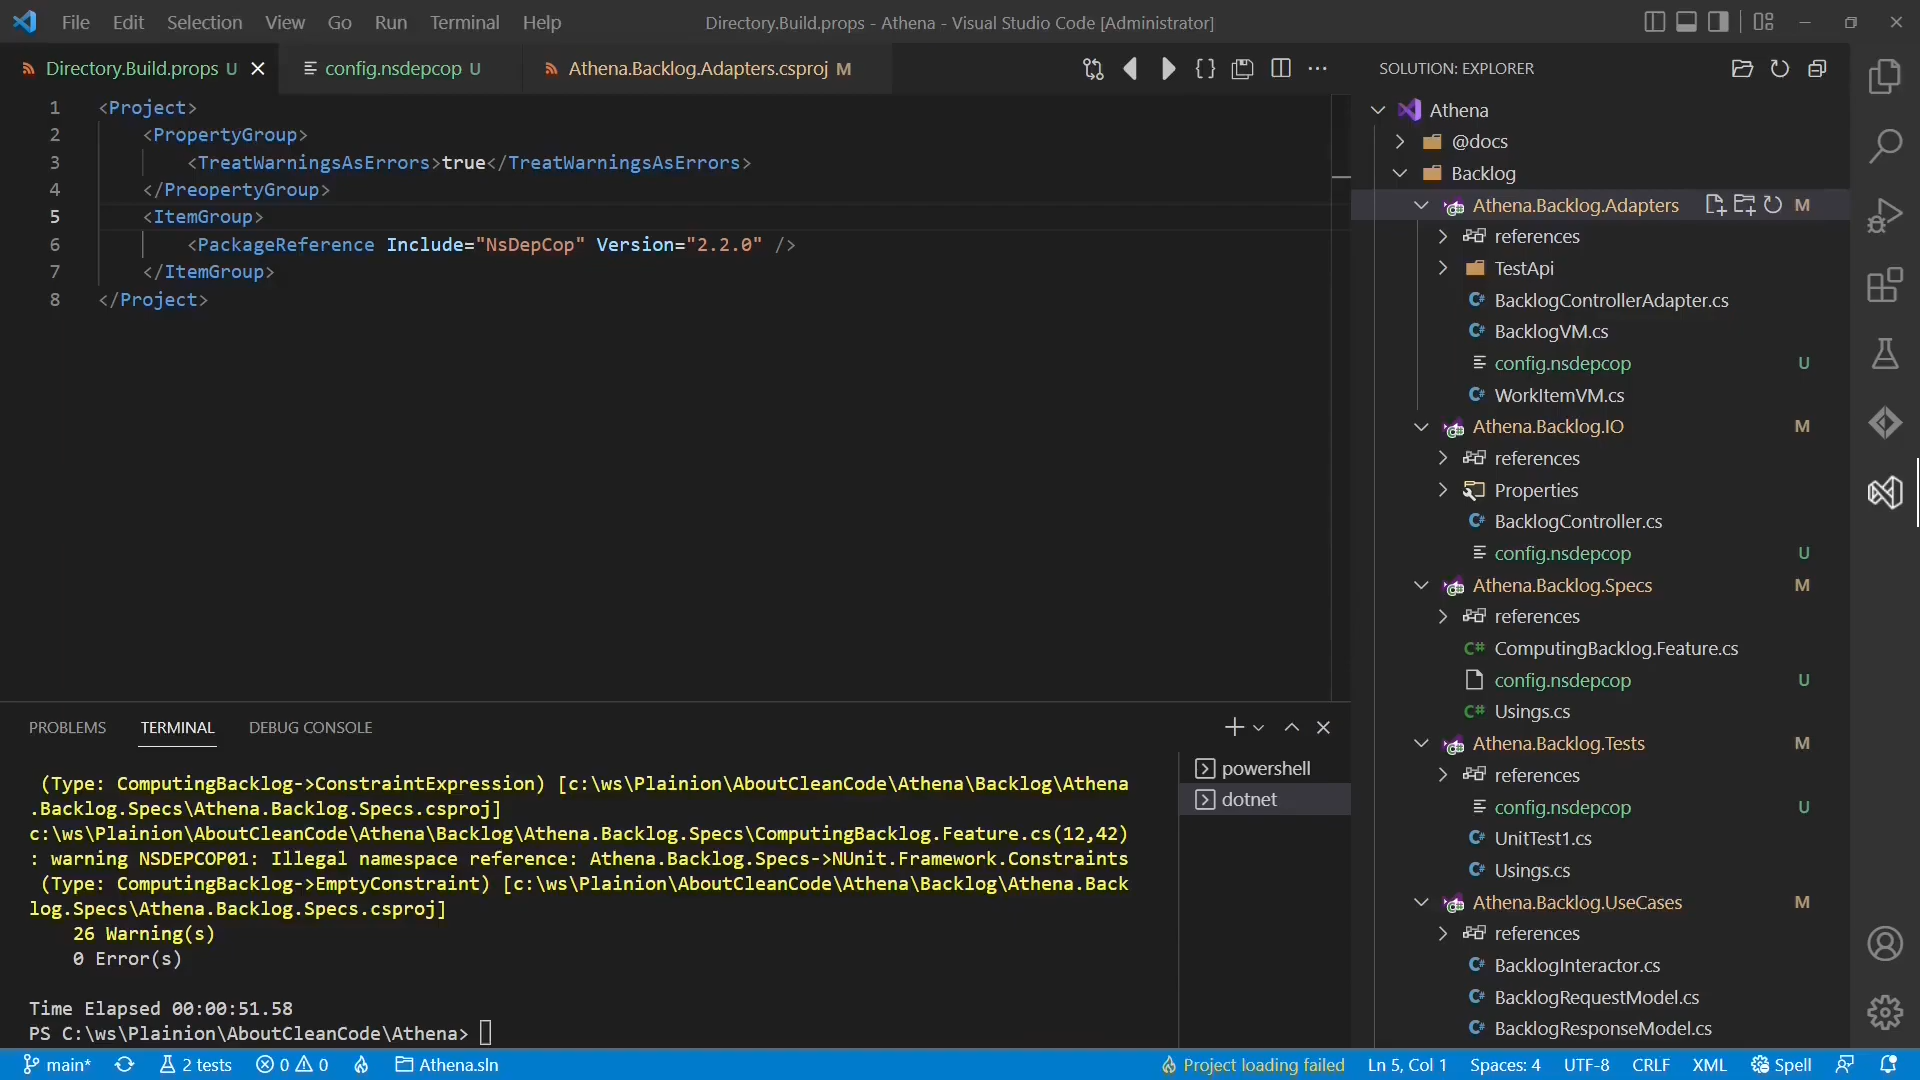 File Edit Selection View Go Run Terminal Help
Directory.Build.props - Athena - Visual Studio Code [Administrator]
Directory.Build.props U
config.nsdepcop U
Athena.Backlog.Adapters.csproj M
1 <Project>
2 <PropertyGroup>
3 <TreatWarningsAsErrors>true</TreatWarningsAsErrors>
4 </PreopertyGroup>
5 <ItemGroup>
6 <PackageReference Include="NsDepCop" Version="2.2.0" />
7 </ItemGroup>
8 </Project>
PROBLEMS TERMINAL DEBUG CONSOLE
(Type: ComputingBacklog->ConstraintExpression) [c:\ws\Plainion\AboutCleanCode\Athena\Backlog\Athena
.Backlog.Specs\Athena.Backlog.Specs.csproj]
c:\ws\Plainion\AboutCleanCode\Athena\Backlog\Athena.Backlog.Specs\ComputingBacklog.Feature.cs(12,42)
: warning NSDEPCOP01: Illegal namespace reference: Athena.Backlog.Specs->NUnit.Framework.Constraints
(Type: ComputingBacklog->EmptyConstraint) [c:\ws\Plainion\AboutCleanCode\Athena\Backlog\Athena.Back
log.Specs\Athena.Backlog.Specs.csproj]
26 Warning(s)
0 Error(s)
Time Elapsed 00:00:51.58
PS C:\ws\Plainion\AboutCleanCode\Athena>
powershell
dotnet
SOLUTION: EXPLORER
Athena
@docs
Backlog
Athena.Backlog.Adapters M
references
TestApi
BacklogControllerAdapter.cs
BacklogVM.cs
config.nsdepcop U
WorkItemVM.cs
Athena.Backlog.IO M
references
Properties
BacklogController.cs
config.nsdepcop U
Athena.Backlog.Specs M
references
ComputingBacklog.Feature.cs
config.nsdepcop U
Usings.cs
Athena.Backlog.Tests M
references
config.nsdepcop U
UnitTest1.cs
Usings.cs
Athena.Backlog.UseCases M
references
BacklogInteractor.cs
BacklogRequestModel.cs
BacklogResponseModel.cs
main* 2 tests 0 0 Athena.sln Project loading failed Ln 5, Col 1 Spaces: 4 UTF-8 CRLF XML Spell